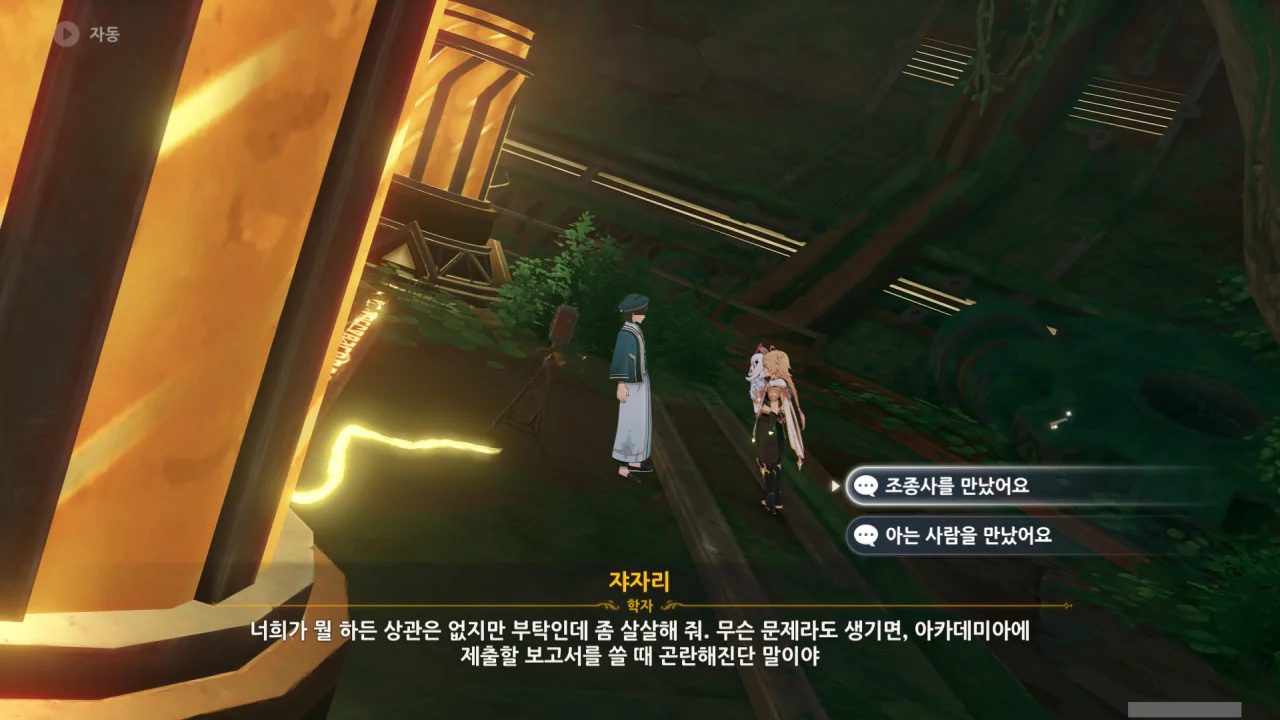 자동
조종사를 만났어요
아는 사람을 만났어요
쟈자리
학자
너희가 뭘 하든 상관은 없지만 부탁인데 좀 살살해 줘. 무슨 문제라도 생기면, 아카데미아에
제출할 보고서를 쓸 때 곤란해진단 말이야